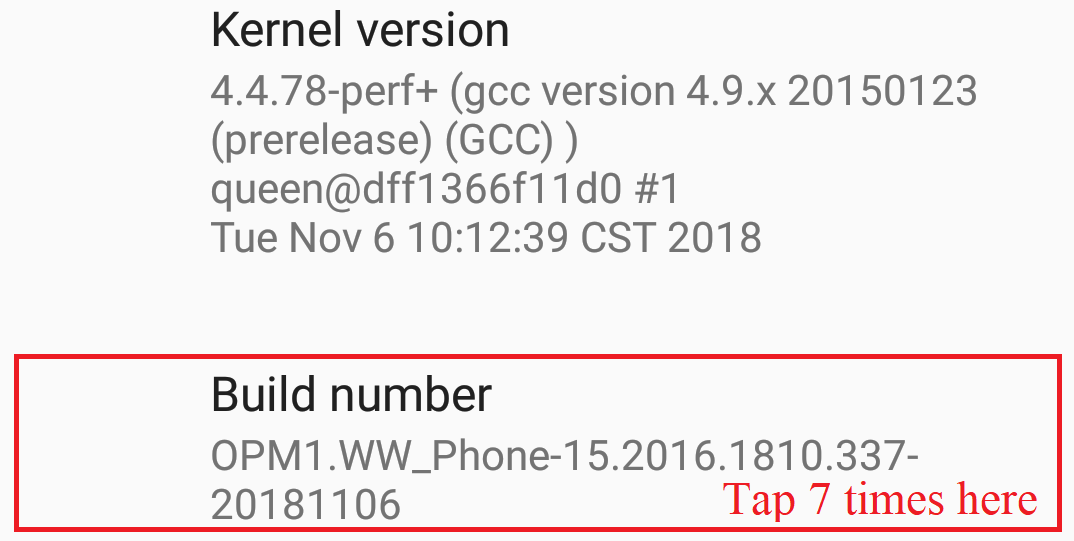 Kernel version
4.4.78-perf+ (gcc version 4.9.x 20150123
(prerelease) (GCC) )
queen@dff1366f11d0 #1
Tue Nov 6 10:12:39 CST 2018
Build number
OPM1.WW_Phone-15.2016.1810.337-
20181106
Tap 7 times here